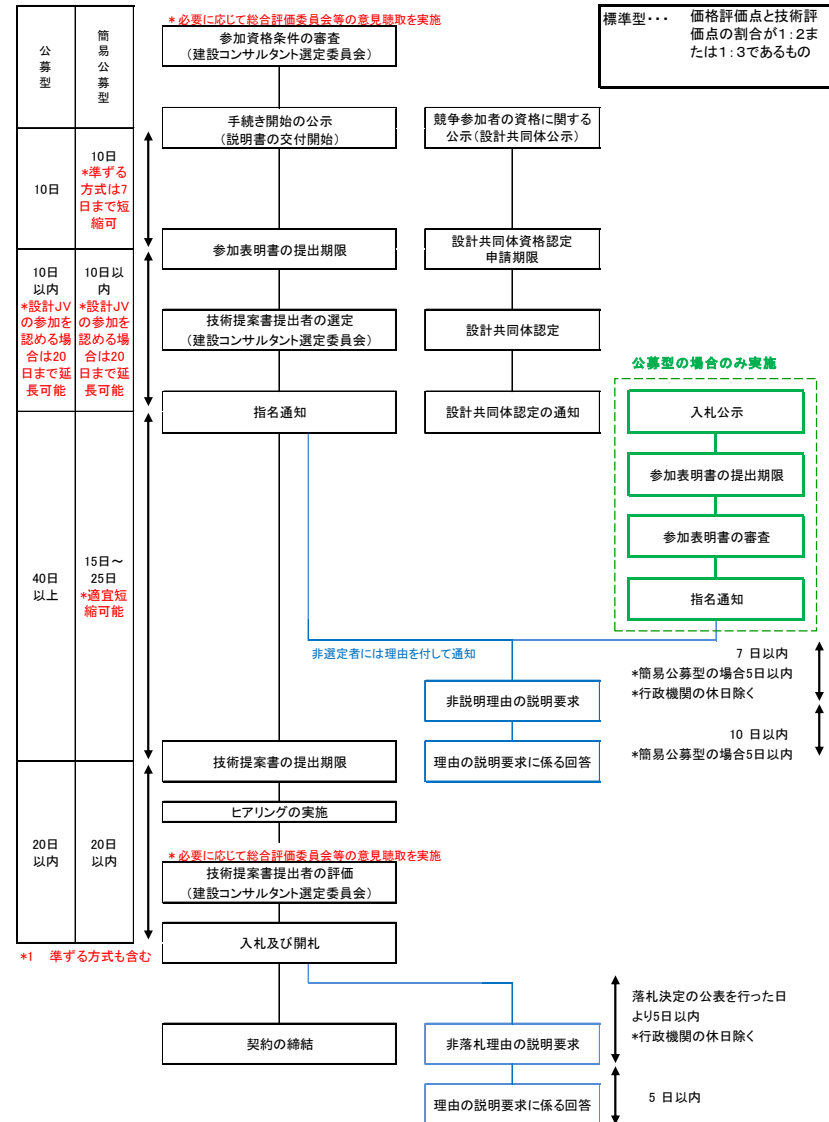 標準型・・・ 価格評価点と技術評
価点の割合が1:2ま
たは1:3であるもの
公募型
簡易公募型
*必要に応じて総合評価委員会等の意見聴取を実施
参加資格条件の審査
(建設コンサルタント選定委員会)
手続き開始の公示
(説明書の交付開始)
競争参加者の資格に関する
公示(設計共同体公示)
10日
10日
*準ずる
方式は7
日まで短
縮可
参加表明書の提出期限
設計共同体資格認定
申請期限
10日
以内
*設計JV
の参加を
認める場
合は20
日まで延
長可能
10日以
内
*設計JV
の参加を
認める場
合は20
日まで延
長可能
技術提案書提出者の選定
(建設コンサルタント選定委員会)
設計共同体認定
指名通知
設計共同体認定の通知
公募型の場合のみ実施
入札公示
参加表明書の提出期限
参加表明書の審査
指名通知
40日
以上
15日~
25日
*適宜短
縮可能
非選定者には理由を付して通知
7 日以内
*簡易公募型の場合5日以内
*行政機関の休日除く
非説明理由の説明要求
10 日以内
*簡易公募型の場合5日以内
技術提案書の提出期限
理由の説明要求に係る回答
ヒアリングの実施
20日
以内
20日
以内
*必要に応じて総合評価委員会等の意見聴取を実施
技術提案書提出者の評価
(建設コンサルタント選定委員会)
入札及び開札
*1 準ずる方式も含む
落札決定の公表を行った日
より5日以内
*行政機関の休日除く
契約の締結
非落札理由の説明要求
理由の説明要求に係る回答
5 日以内